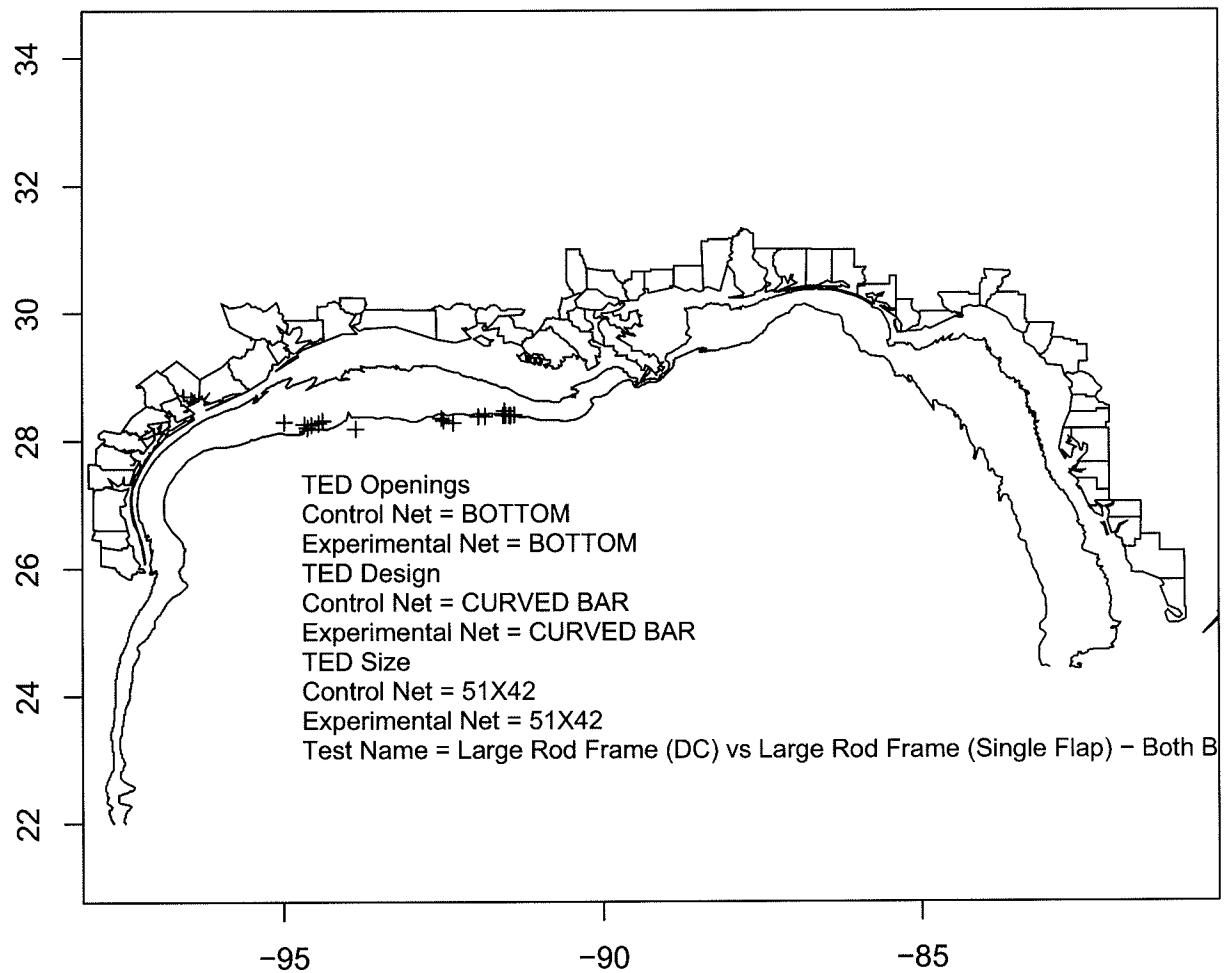 34
32
30
28
26
24
22
TED Openings
Control Net = BOTTOM
Experimental Net = BOTTOM
TED Design
Control Net = CURVED BAR
Experimental Net = CURVED BAR
TED Size
Control Net = 51X42
Experimental Net = 51X42
Test Name = Large Rod Frame (DC) vs Large Rod Frame (Single Flap) − Both B
−95
−90
−85